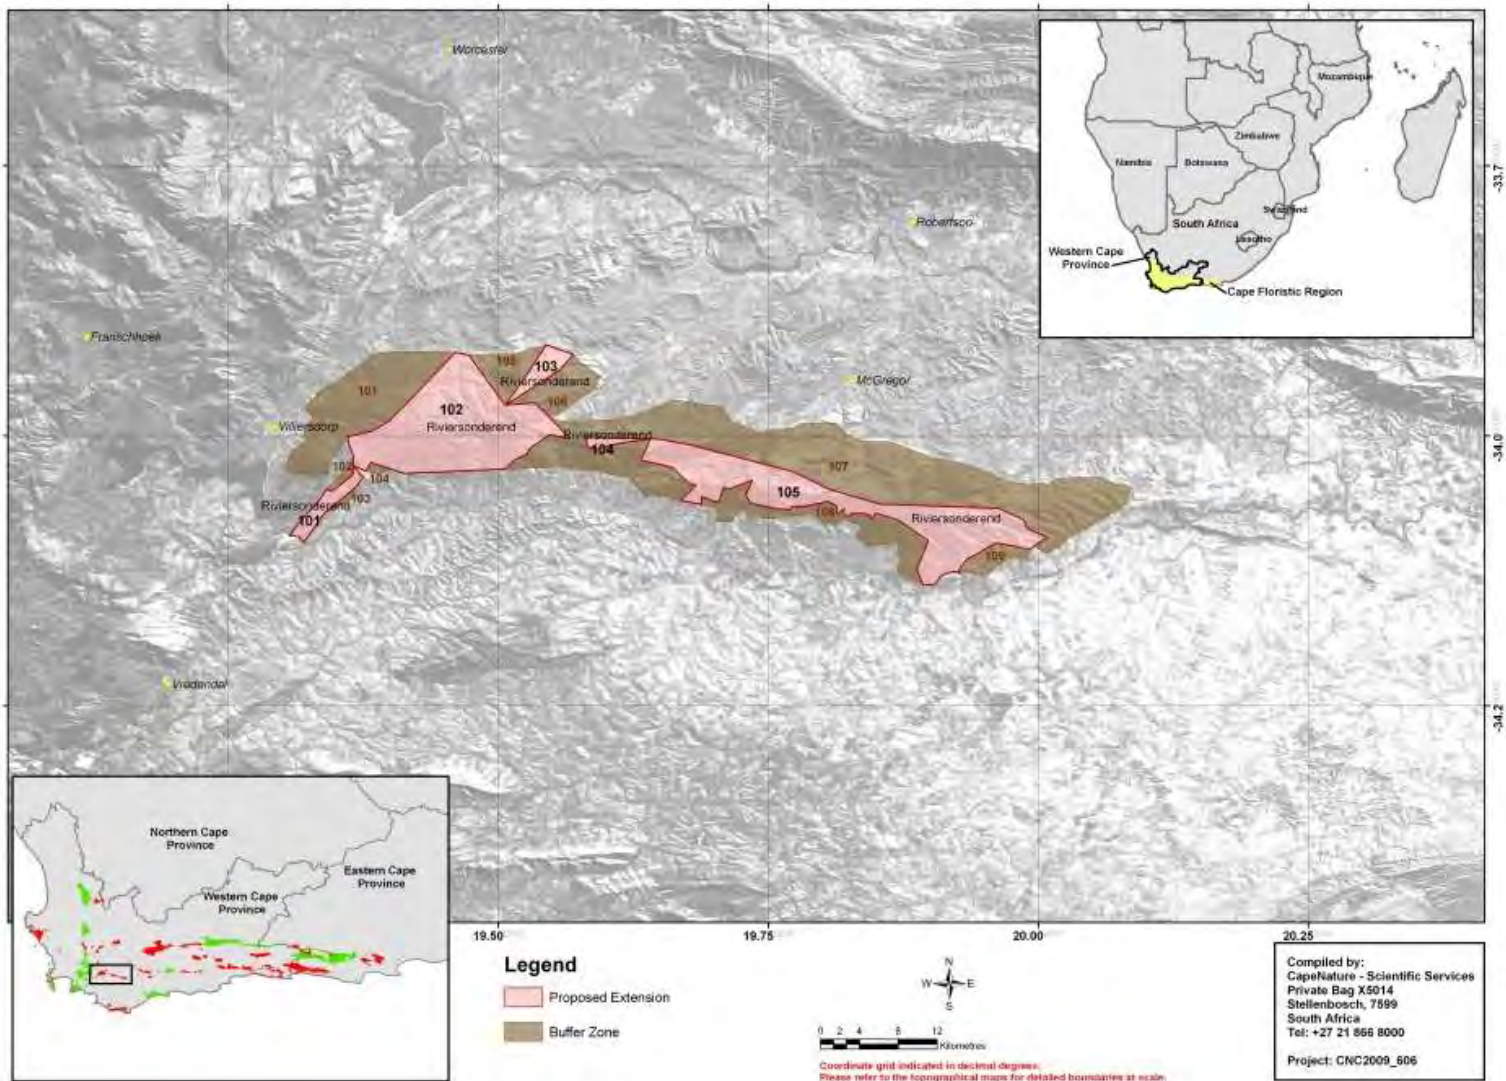 Worcester
Mozambique
Zimbabwe
Namibia
Botswana
Swaziland
South Africa
Lesotho
Western Cape
Province
Cape Floristic Region
-33.7
Franschhoek
McGregor
Villiersdorp
101
103
Riviersonderend
106
102
Riviersonderend
Riviersonderend
104
-34.0
107
102
104
103
105
Riviersonderend
101
108
Riviersonderend
109
-34.2
Northern Cape
Province
Eastern Cape
Province
Western Cape
Province
19.50
19.75
20.00
20.25
Legend
Proposed Extension
Buffer Zone
N
W
E
S
0 2 4 8 12
Kilometres
Coordinate grid indicated in decimal degrees.
Please refer to the topographical maps for detailed boundaries at scale.
Compiled by:
CapeNature - Scientific Services
Private Bag X5014
Stellenbosch, 7599
South Africa
Tel: +27 21 866 8000
Project: CNC2009_606